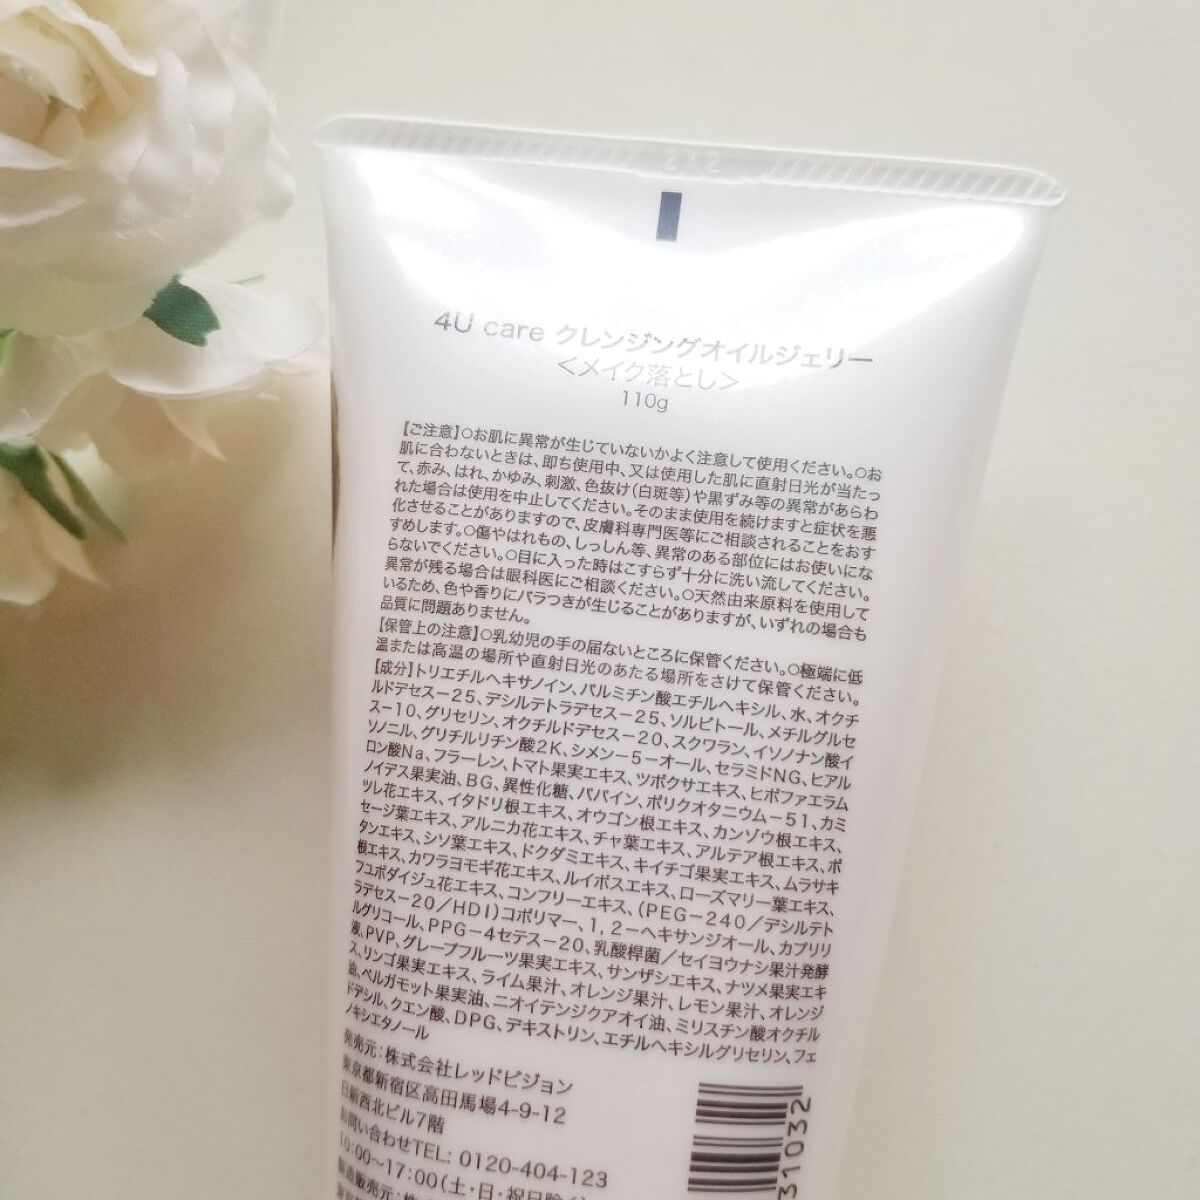 4U care クレンジングオイルジェリー
＜メイク落とし＞
110g
【ご注意】○お肌に異常が生じていないかよく注意して使用ください。○お
肌に合わないときは、即ち使用中、又は使用した肌に直射日光が当たっ
て、赤み、はれ、かゆみ、刺激、色抜け(白斑等)や黒ずみ等の異常があらわ
れた場合は使用を中止してください。そのまま使用を続けますと症状を悪
化させることがありますので、皮膚科専門医等にご相談されることをおす
すめします。○傷やはれもの、しっしん等、異常のある部位にはお使いにな
らないでください。○目に入った時はこすらず十分に洗い流してください。
異常が残る場合は眼科医にご相談ください。○天然由来原料を使用して
いるため、色や香りにバラつきが生じることがありますが、いずれの場合も
品質に問題ありません。
【保管上の注意】○乳幼児の手の届ないところに保管ください。○極端に低
温または高温の場所や直射日光のあたる場所をさけて保管ください。
【成分】トリエチルヘキサノイン、パルミチン酸エチルヘキシル、水、オクチ
ルドデセス－25、デシルテトラデセス－25、ソルビトール、メチルグルセ
ス－10、グリセリン、オクチルドデセス－20、スクワラン、イソノナン酸イ
ソノニル、グリチルリチン酸2K、シメン－5－オール、セラミドNG、ヒアル
ロン酸Na、フラーレン、トマト果実エキス、ツボクサエキス、ヒポファエラム
ノイデス果実油、BG、異性化糖、パパイン、ポリクオタニウム－51、カミ
ツレ花エキス、イタドリ根エキス、オウゴン根エキス、カンゾウ根エキス、
セージ葉エキス、アルニカ花エキス、チャ葉エキス、アルテア根エキス、ボ
タンエキス、シソ葉エキス、ドクダミエキス、キイチゴ果実エキス、ムラサキ
根エキス、カワラヨモギ花エキス、ルイボスエキス、ローズマリー葉エキス、
フユボダイジュ花エキス、コンフリーエキス、(PEG－240／デシルテト
ラデセス－20／HDI)コポリマー、1，2－ヘキサンジオール、カプリリ
ルグリコール、PPG－4セテス－20、乳酸桿菌／セイヨウナシ果汁発酵
液、PVP、グレープフルーツ果実エキス、サンザシエキス、ナツメ果実エキ
ス、リンゴ果実エキス、ライム果汁、オレンジ果汁、レモン果汁、オレンジ
油、ベルガモット果実油、ニオイテンジクアオイ油、ミリスチン酸オクチル
ドデシル、クエン酸、DPG、デキストリン、エチルヘキシルグリセリン、フェ
ノキシエタノール
発売元：株式会社レッドビジョン
東京都新宿区高田馬場4-9-12
日新西北ビル7階
お問い合わせTEL: 0120-404-123
10:00～17:00(土・日・祝日除く)
製造販売元：株
31032